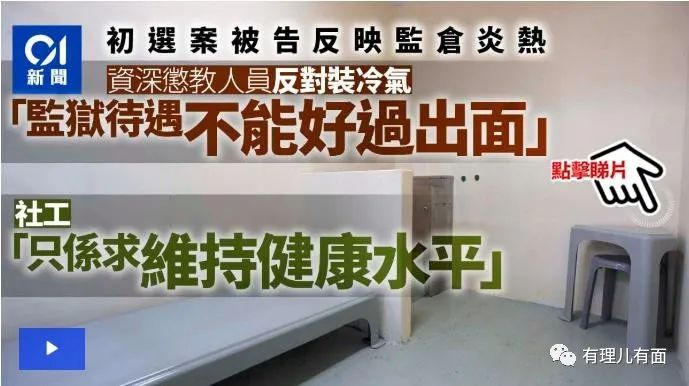 01
新聞
初選案被告反映監倉炎熱
資深懲教人員反對裝冷氣
「監獄待遇不能好過出面」
點擊睇片
社工
「只係求維持健康水平」
有理儿有面